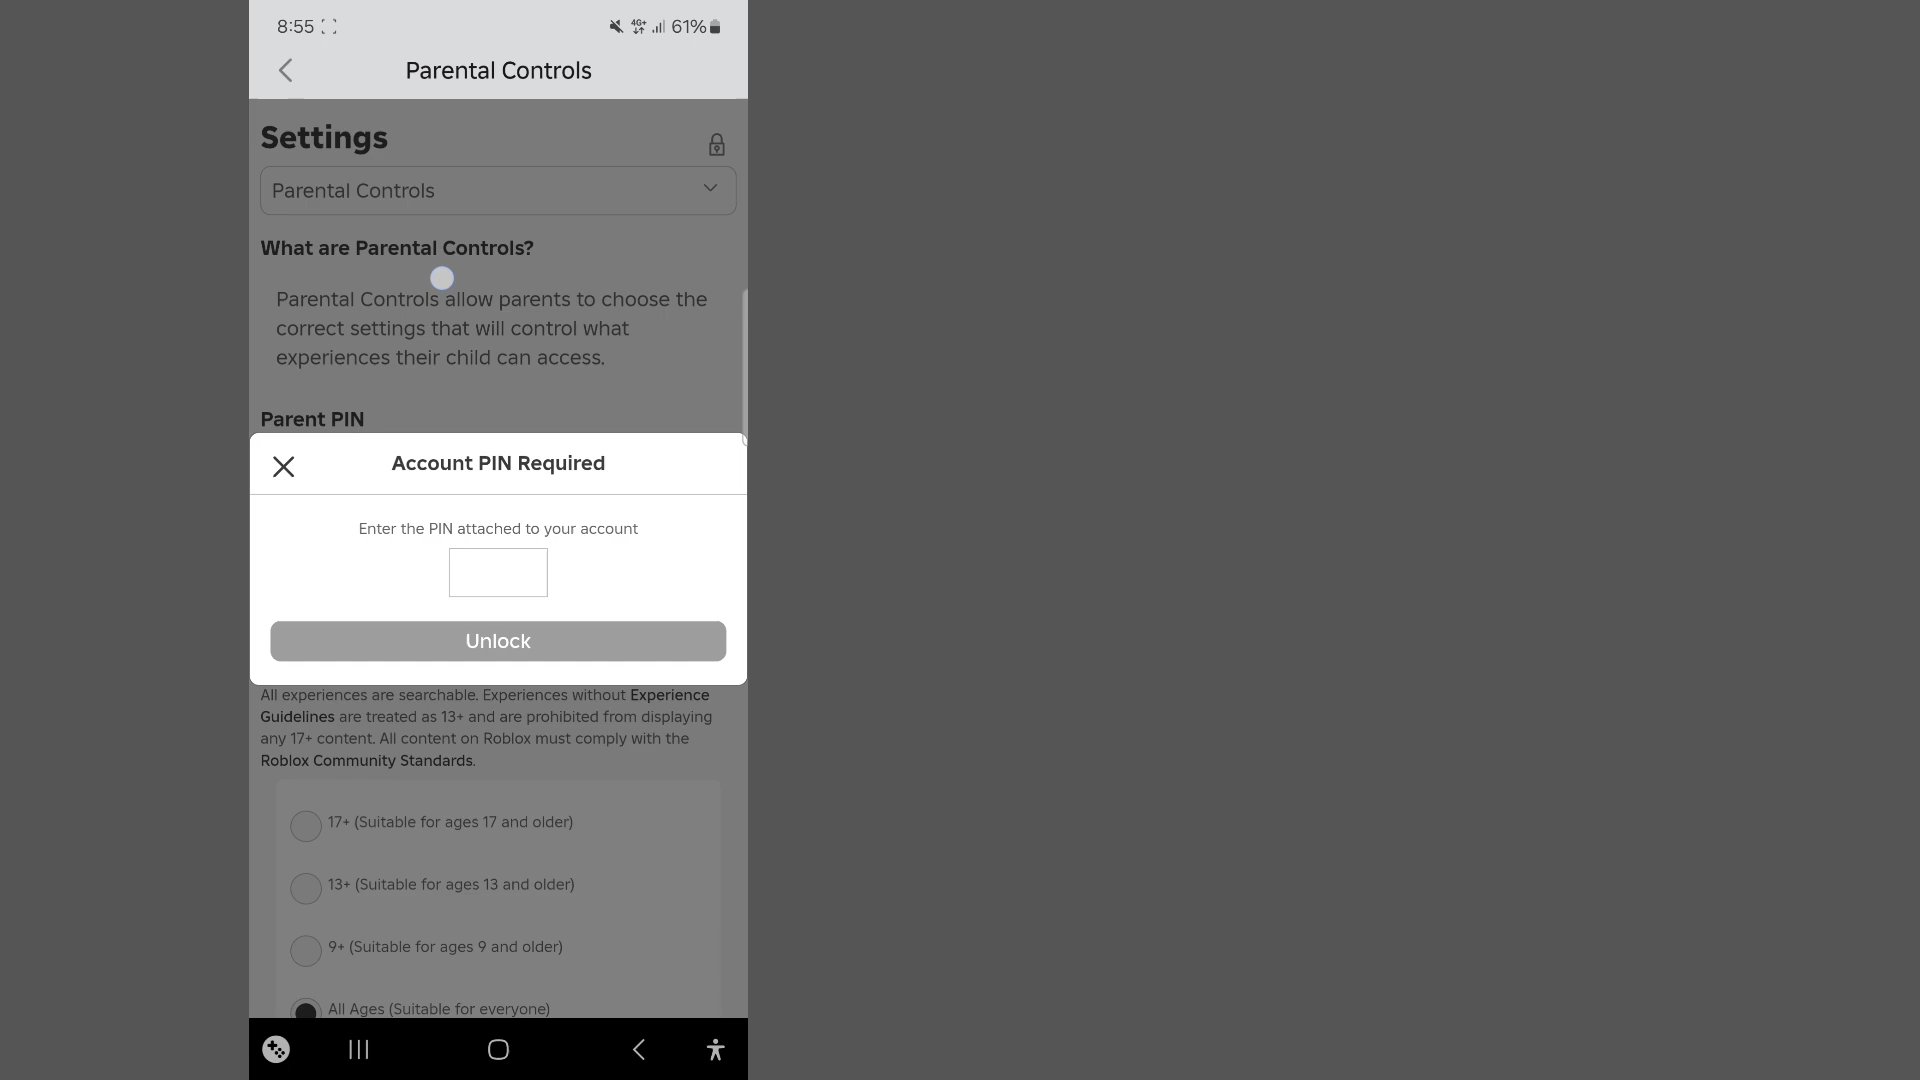 8:55
4G+ 61%
Parental Controls
Settings
Parental Controls
What are Parental Controls?
Parental Controls allow parents to choose the
correct settings that will control what
experiences their child can access.
Parent PIN
Account PIN Required
Enter the PIN attached to your account
Unlock
All experiences are searchable. Experiences without Experience
Guidelines are treated as 13+ and are prohibited from displaying
any 17+ content. All content on Roblox must comply with the
Roblox Community Standards.
17+ (Suitable for ages 17 and older)
13+ (Suitable for ages 13 and older)
9+ (Suitable for ages 9 and older)
All Ages (Suitable for everyone)